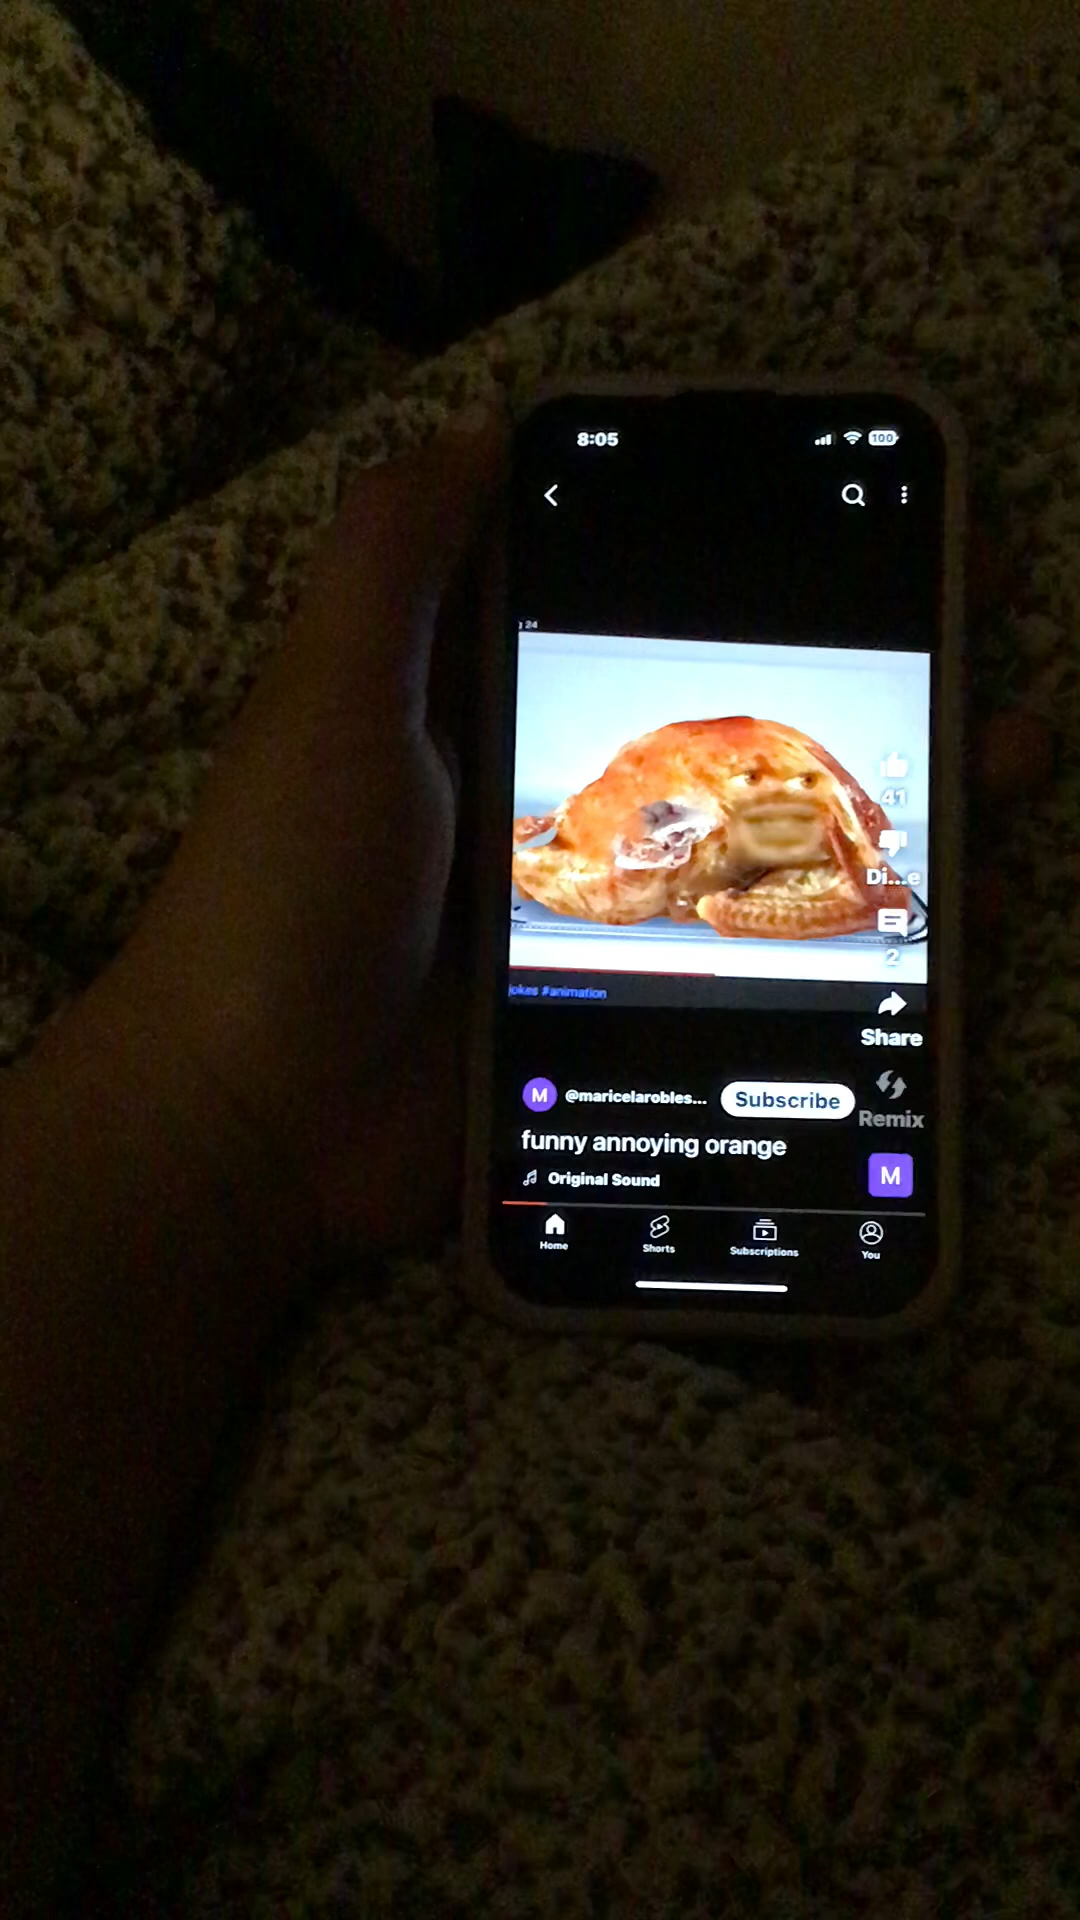 8:05
100
24
41
Di...e
2
jokes #animation
Share
@maricelarobles...
Subscribe
Remix
M
funny annoying orange
M
Original Sound
Home
Shorts
Subscriptions
You